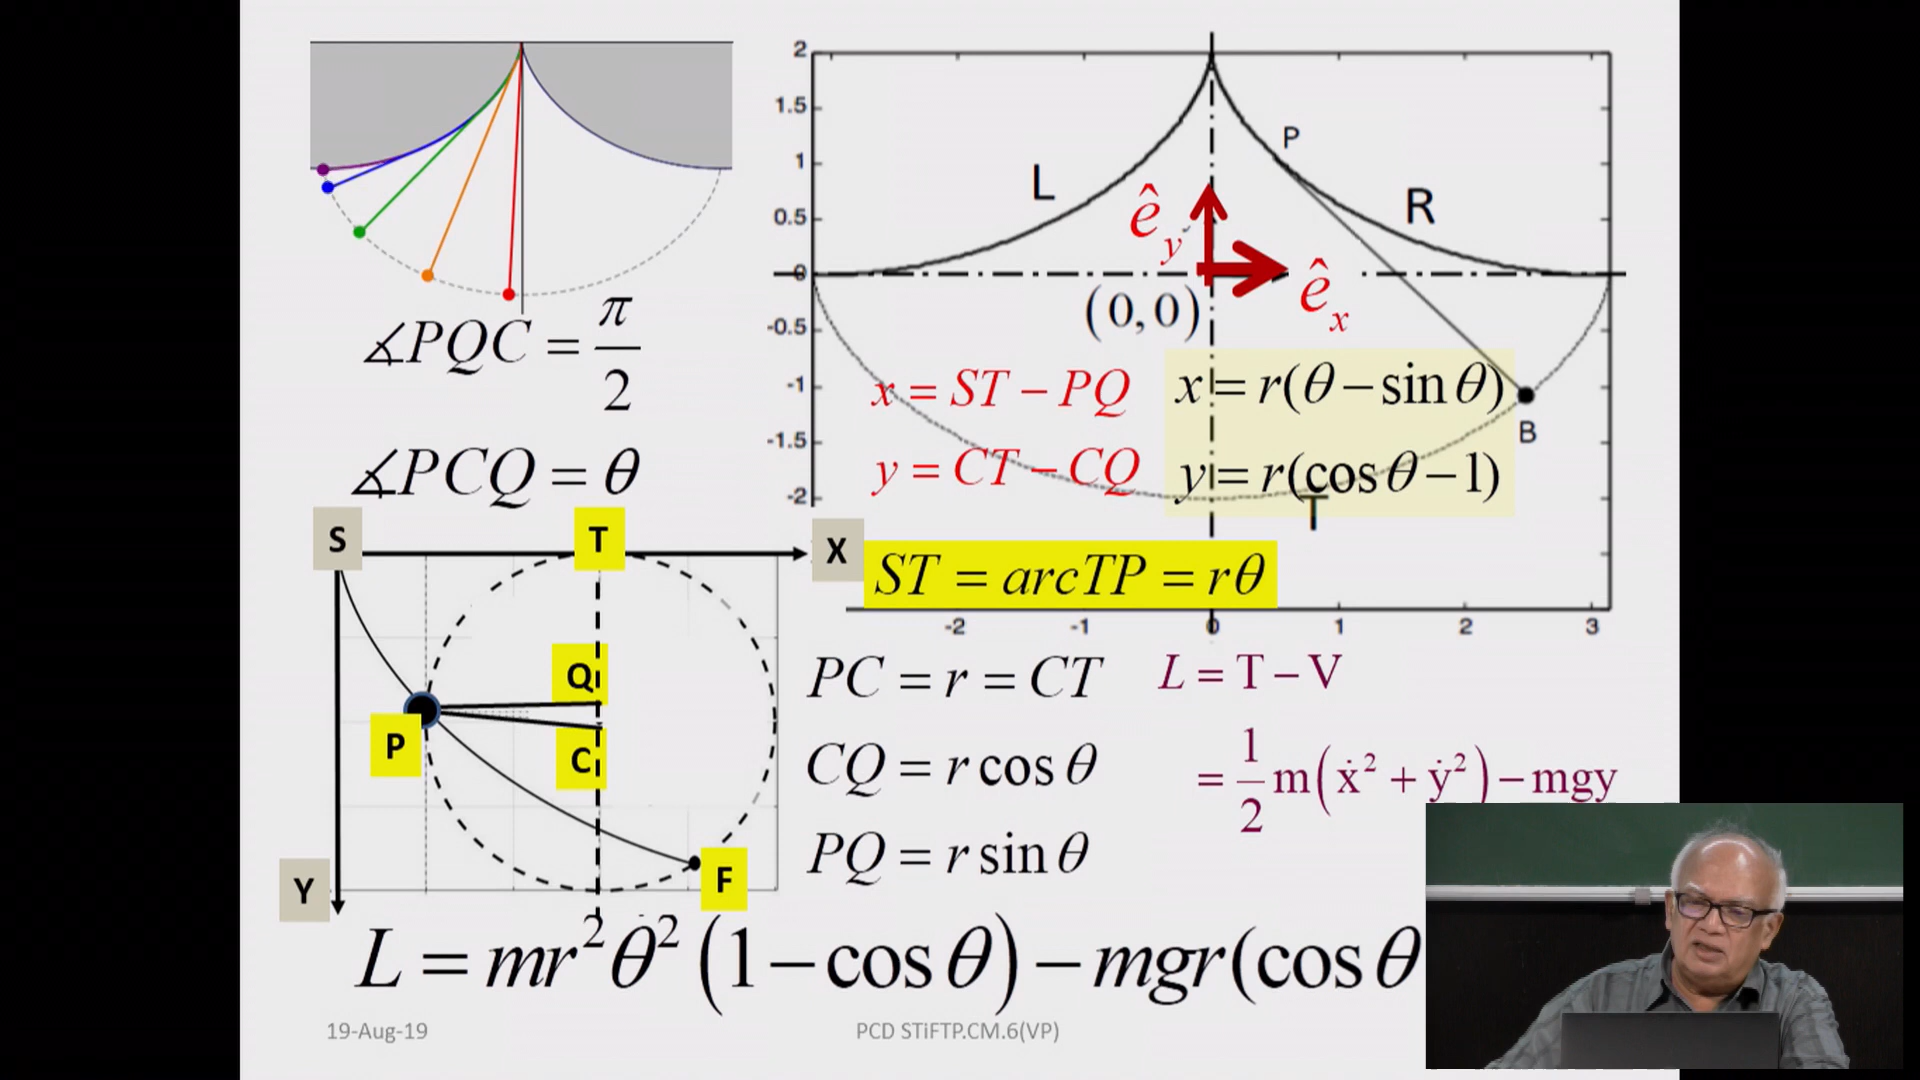 2
1.5
1
0.5
0
-0.5
-1
-1.5
-2
L
P
R
B
T
ê_y
ê_x
(0,0)
∡PQC = π/2
∡PCQ = θ
x = ST − PQ
y = CT − CQ
x = r(θ − sin θ)
y = r(cos θ − 1)
ST = arcTP = rθ
-2 -1 0 1 2 3
S
T
X
Q
P
C
F
Y
PC = r = CT
CQ = r cos θ
PQ = r sin θ
L = T − V
= 1/2 m(ẋ² + ẏ²) − mgy
L = mr²θ̇²(1 − cos θ) − mgr(cos θ
19-Aug-19
PCD STiFTP.CM.6(VP)